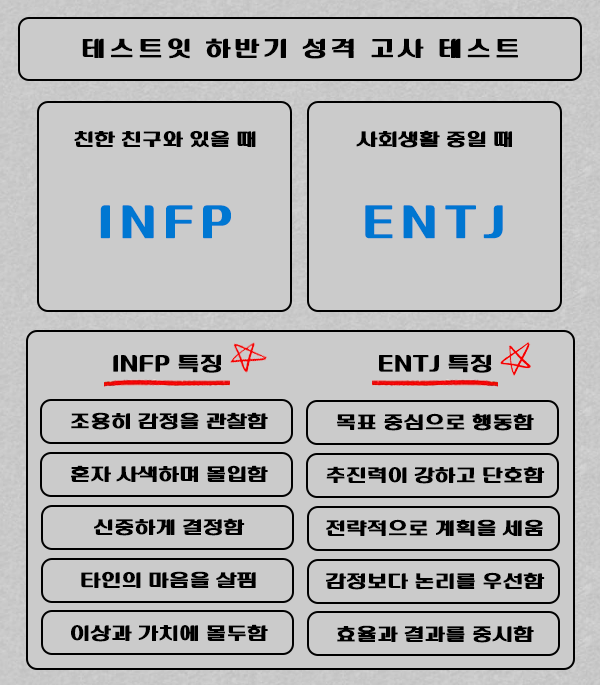 테스트잇 하반기 성격 고사 테스트
친한 친구와 있을 때
사회생활 중일 때
INFP
ENTJ
INFP 특징
ENTJ 특징
조용히 감정을 관찰함
목표 중심으로 행동함
혼자 사색하며 몰입함
추진력이 강하고 단호함
신중하게 결정함
전략적으로 계획을 세움
타인의 마음을 살핌
감정보다 논리를 우선함
이상과 가치에 몰두함
효율과 결과를 중시함